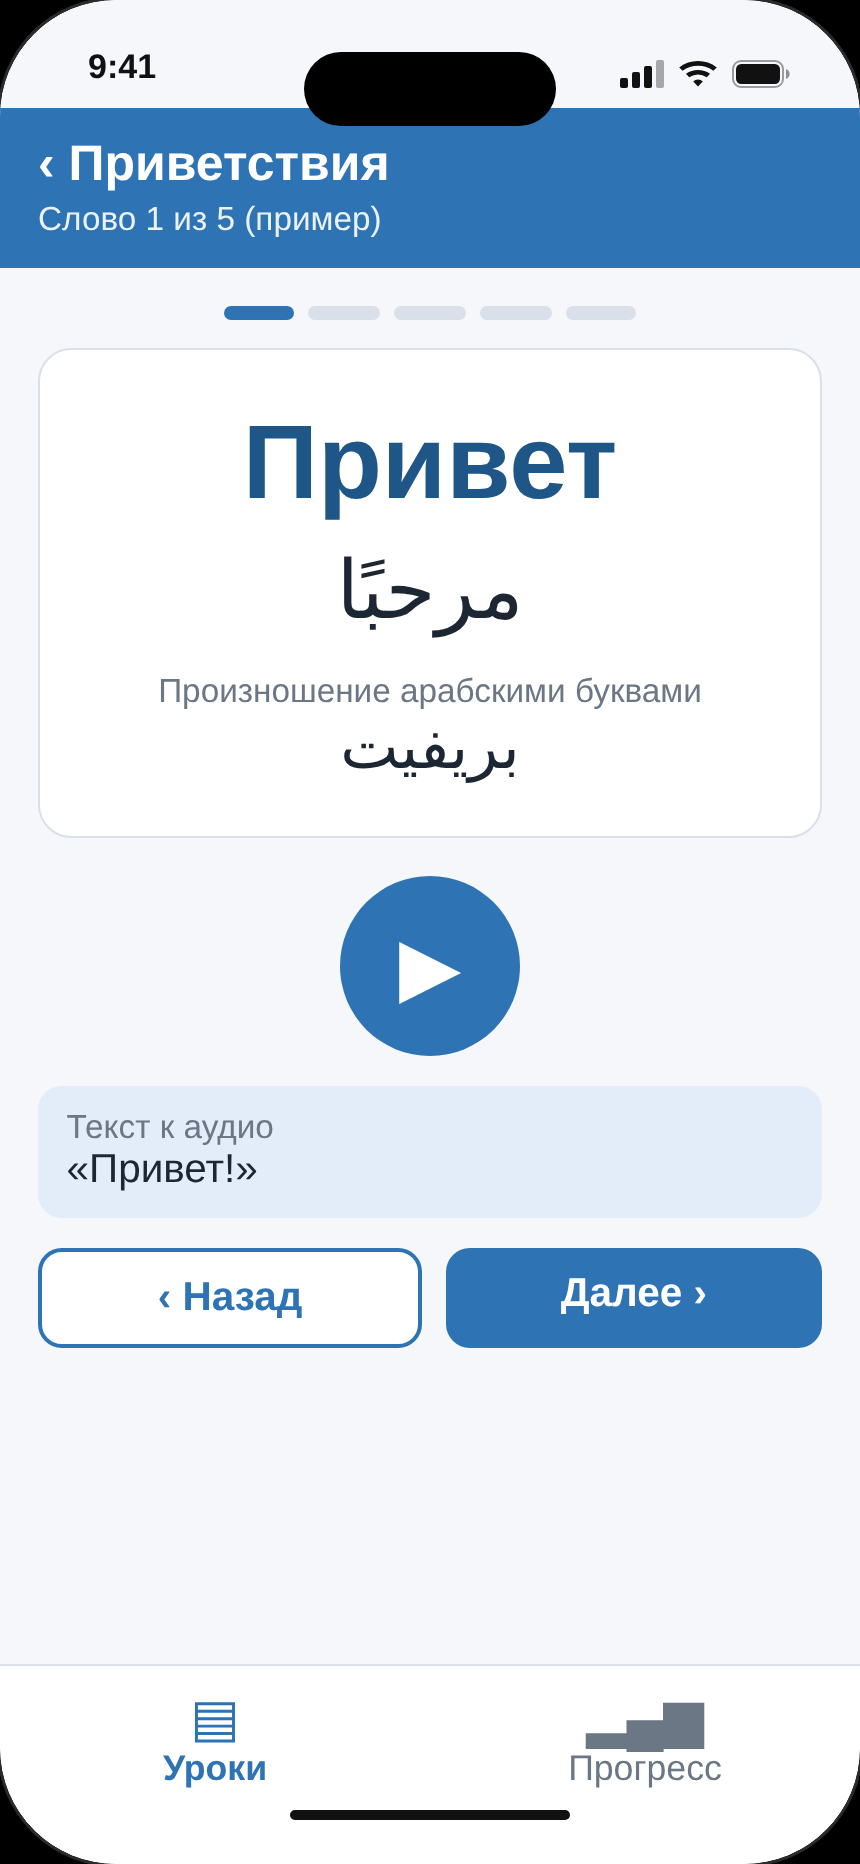 9:41
‹ Приветствия
Слово 1 из 5 (пример)
Привет
مرحبًا
Произношение арабскими буквами
بريفيت
Текст к аудио
«Привет!»
‹ Назад
Далее ›
Уроки
Прогресс